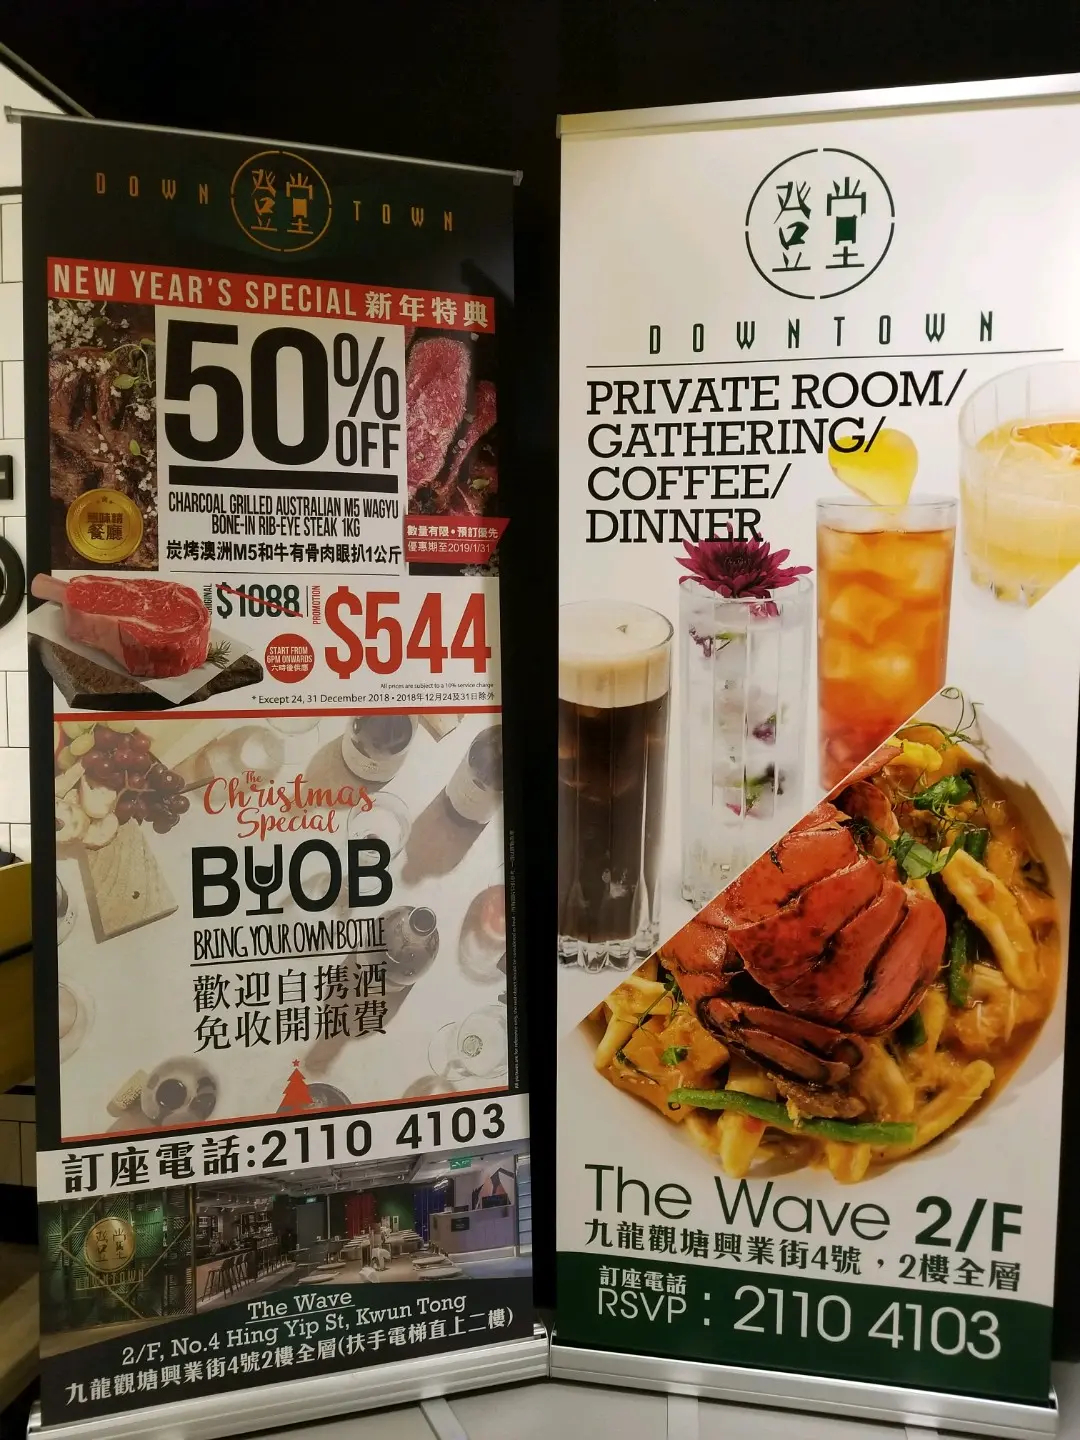 DOWN 登堂 TOWN
NEW YEAR'S SPECIAL 新年特典
50% OFF
CHARCOAL GRILLED AUSTRALIAN M5 WAGYU
BONE-IN RIB-EYE STEAK 1KG
炭烤澳洲M5和牛有骨肉眼扒1公斤
餐廳
數量有限•預訂優先
優惠期至2019/1/31
ORIGINAL
$1088
PROMOTION
$544
START FROM
6PM ONWARDS
六時後供應
All prices are subject to a 10% service charge
* Except 24, 31 December 2018 • 2018年12月24及31日除外
The
Christmas
Special
BYOB
BRING YOUR OWN BOTTLE
歡迎自携酒
免收開瓶費
訂座電話:2110 4103
登堂
DOWNTOWN
The Wave
2/F, No.4 Hing Yip St, Kwun Tong
九龍觀塘興業街4號2樓全層(扶手電梯直上二樓)
登堂
DOWNTOWN
PRIVATE ROOM/
GATHERING/
COFFEE/
DINNER
The Wave 2/F
九龍觀塘興業街4號，2樓全層
訂座電話
RSVP : 2110 4103